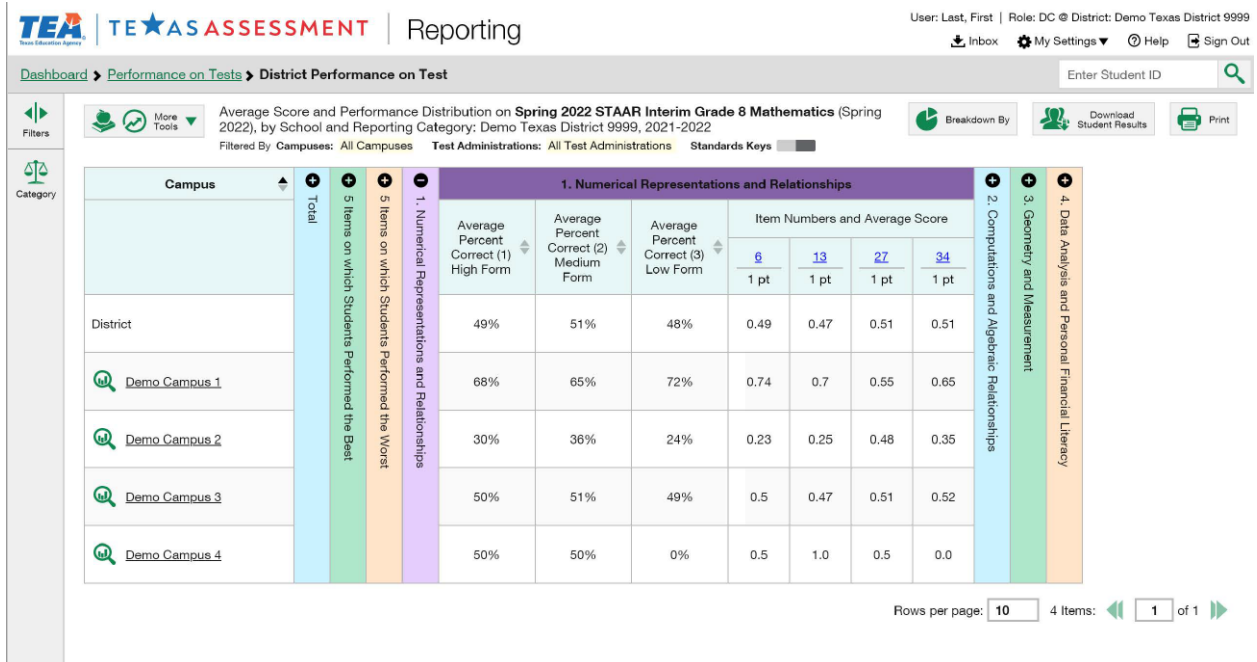 User: Last, First | Role: DC @ District: Demo Texas District 9999
TEA
Texas Education Agency
TEXAS ASSESSMENT
Reporting
Inbox
My Settings
Help
Sign Out
Dashboard
Performance on Tests
District Performance on Test
Enter Student ID
Filters
Category
More Tools
Average Score and Performance Distribution on Spring 2022 STAAR Interim Grade 8 Mathematics (Spring
2022), by School and Reporting Category: Demo Texas District 9999, 2021-2022
Filtered By Campuses: All Campuses Test Administrations: All Test Administrations Standards Keys
Breakdown By
Download
Student Results
Print
Campus
Total
5 Items on which Students Performed the Best
5 Items on which Students Performed the Worst
1. Numerical Representations and Relationships
1. Numerical Representations and Relationships
Average
Percent
Correct (1)
High Form
Average
Percent
Correct (2)
Medium
Form
Average
Percent
Correct (3)
Low Form
Item Numbers and Average Score
6 13 27 34
1 pt 1 pt 1 pt 1 pt
2. Computations and Algebraic Relationships
3. Geometry and Measurement
4. Data Analysis and Personal Financial Literacy
District 49% 51% 48% 0.49 0.47 0.51 0.51
Demo Campus 1 68% 65% 72% 0.74 0.7 0.55 0.65
Demo Campus 2 30% 36% 24% 0.23 0.25 0.48 0.35
Demo Campus 3 50% 51% 49% 0.5 0.47 0.51 0.52
Demo Campus 4 50% 50% 0% 0.5 1.0 0.5 0.0
Rows per page: 10 4 Items: 1 of 1